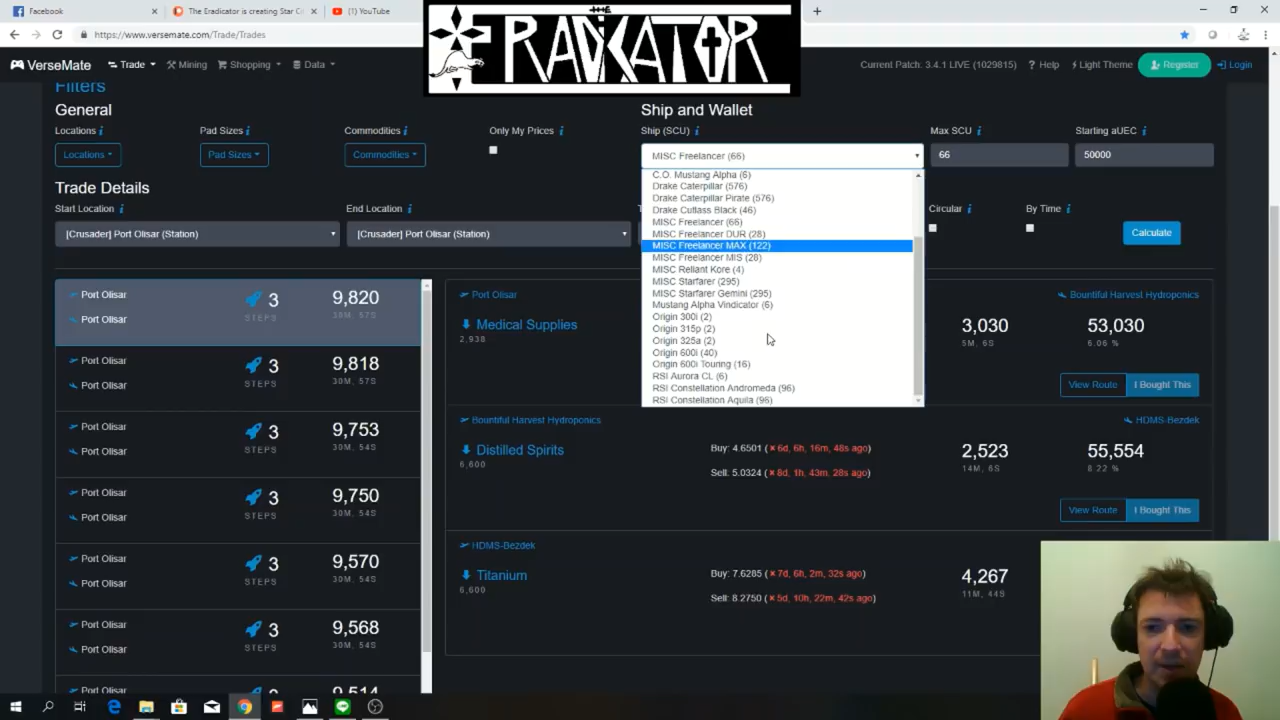 Facebook
The Eradicator is creating Star Ci
(1) YouTube
THE
ERADICATOR
https://www.versemate.com/Trade/Trades
VerseMate
Trade
Mining
Shopping
Data
Current Patch: 3.4.1 LIVE (1029815)
? Help
Light Theme
Register
Login
Filters
General
Ship and Wallet
Locations
Pad Sizes
Commodities
Only My Prices
Ship (SCU)
Max SCU
Starting aUEC
Locations
Pad Sizes
Commodities
MISC Freelancer (66)
66
50000
C.O. Mustang Alpha (6)
Drake Caterpillar (576)
Drake Caterpillar Pirate (576)
Drake Cutlass Black (46)
MISC Freelancer (66)
MISC Freelancer DUR (28)
MISC Freelancer MAX (122)
MISC Freelancer MIS (28)
MISC Reliant Kore (4)
MISC Starfarer (295)
MISC Starfarer Gemini (295)
Mustang Alpha Vindicator (6)
Origin 300i (2)
Origin 315p (2)
Origin 325a (2)
Origin 600i (40)
Origin 600i Touring (16)
RSI Aurora CL (6)
RSI Constellation Andromeda (96)
RSI Constellation Aquila (96)
Trade Details
Start Location
End Location
Circular
By Time
[Crusader] Port Olisar (Station)
[Crusader] Port Olisar (Station)
Calculate
Port Olisar
Port Olisar
3
STEPS
9,820
30M, 57S
Port Olisar
Port Olisar
3
STEPS
9,818
30M, 57S
Port Olisar
Port Olisar
3
STEPS
9,753
30M, 54S
Port Olisar
Port Olisar
3
STEPS
9,750
30M, 54S
Port Olisar
Port Olisar
3
STEPS
9,570
30M, 54S
Port Olisar
Port Olisar
3
STEPS
9,568
30M, 54S
Port Olisar
9,514
Port Olisar
Bountiful Harvest Hydroponics
Medical Supplies
2,938
3,030
5M, 6S
53,030
6.06 %
View Route
I Bought This
Bountiful Harvest Hydroponics
HDMS-Bezdek
Distilled Spirits
6,600
Buy: 4.6501 (× 6d, 6h, 16m, 48s ago)
Sell: 5.0324 (× 8d, 1h, 43m, 28s ago)
2,523
14M, 6S
55,554
8.22 %
View Route
I Bought This
HDMS-Bezdek
Titanium
6,600
Buy: 7.6285 (× 7d, 6h, 2m, 32s ago)
Sell: 8.2750 (× 5d, 10h, 22m, 42s ago)
4,267
11M, 44S